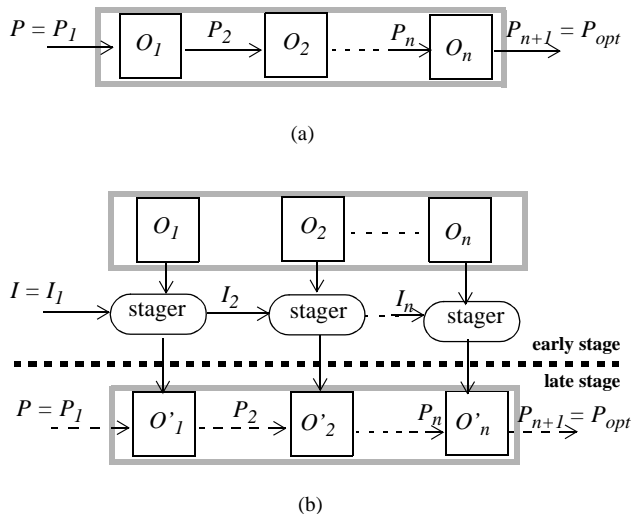 P = P1 O1 P2 O2 Pn On Pn+1 = Popt
(a)
O1 O2 On
I = I1 stager I2 stager In stager
early stage
late stage
P = P1 O'1 P2 O'2 Pn O'n Pn+1 = Popt
(b)